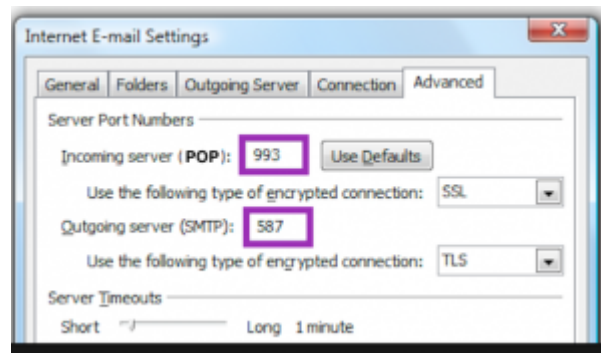 Internet E-mail Settings
General Folders Outgoing Server Connection Advanced
Server Port Numbers
Incoming server (POP): 993 Use Defaults
Use the following type of encrypted connection: SSL
Outgoing server (SMTP): 587
Use the following type of encrypted connection: TLS
Server Timeouts
Short Long 1 minute